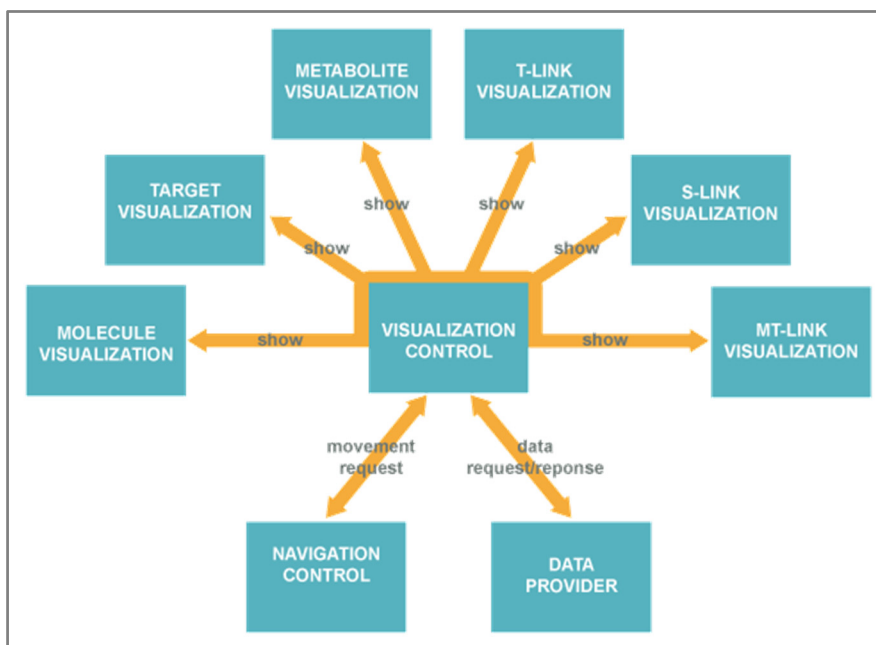 METABOLITE
VISUALIZATION
T-LINK
VISUALIZATION
TARGET
VISUALIZATION
S-LINK
VISUALIZATION
show
show
show
show
MOLECULE
VISUALIZATION
show
VISUALIZATION
CONTROL
show
MT-LINK
VISUALIZATION
movement
request
data
request/reponse
NAVIGATION
CONTROL
DATA
PROVIDER